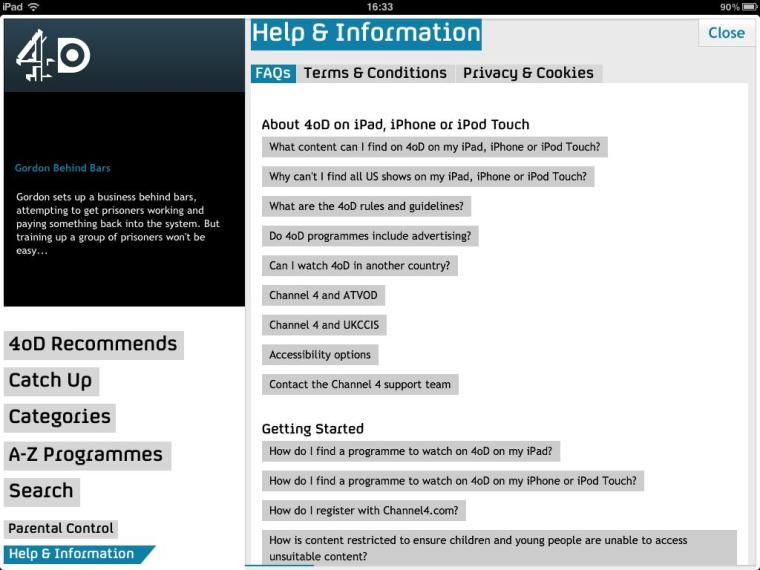 iPad
16:33
90%
4oD
Gordon Behind Bars
Gordon sets up a business behind bars,
attempting to get prisoners working and
paying something back into the system. But
training up a group of prisoners won't be
easy...
4oD Recommends
Catch Up
Categories
A-Z Programmes
Search
Parental Control
Help & Information
Help & Information
Close
FAQs
Terms & Conditions
Privacy & Cookies
About 4oD on iPad, iPhone or iPod Touch
What content can I find on 4oD on my iPad, iPhone or iPod Touch?
Why can't I find all US shows on my iPad, iPhone or iPod Touch?
What are the 4oD rules and guidelines?
Do 4oD programmes include advertising?
Can I watch 4oD in another country?
Channel 4 and ATVOD
Channel 4 and UKCCIS
Accessibility options
Contact the Channel 4 support team
Getting Started
How do I find a programme to watch on 4oD on my iPad?
How do I find a programme to watch on 4oD on my iPhone or iPod Touch?
How do I register with Channel4.com?
How is content restricted to ensure children and young people are unable to access
unsuitable content?